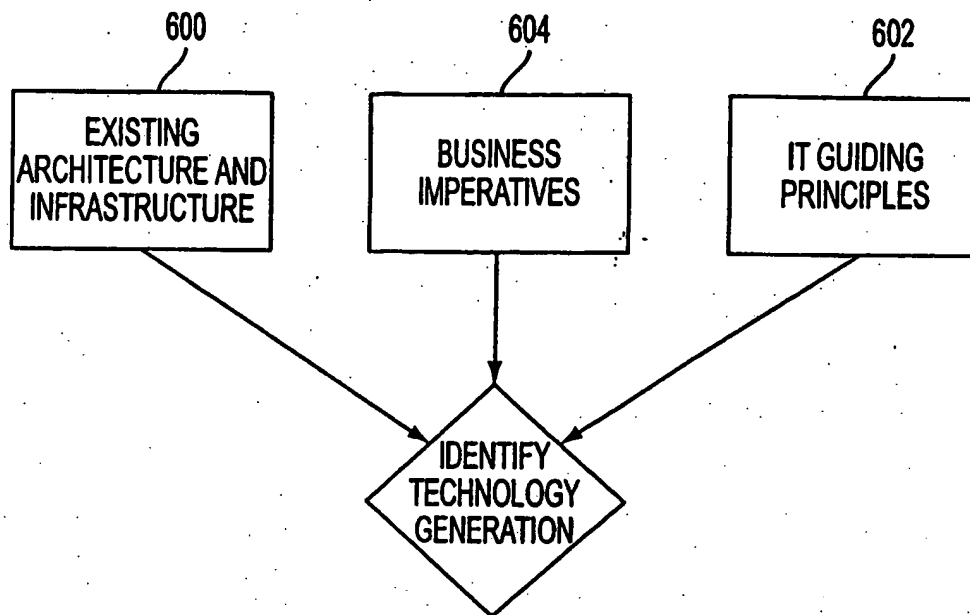 600
604
602
EXISTING
ARCHITECTURE AND
INFRASTRUCTURE
BUSINESS
IMPERATIVES
IT GUIDING
PRINCIPLES
IDENTIFY
TECHNOLOGY
GENERATION